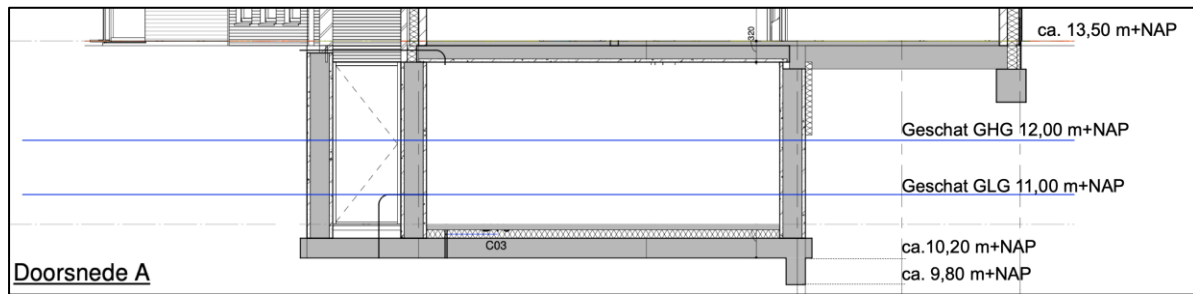 ca. 13,50 m+NAP
320
Geschat GHG 12,00 m+NAP
Geschat GLG 11,00 m+NAP
C03
ca.10,20 m+NAP
ca. 9,80 m+NAP
Doorsnede A